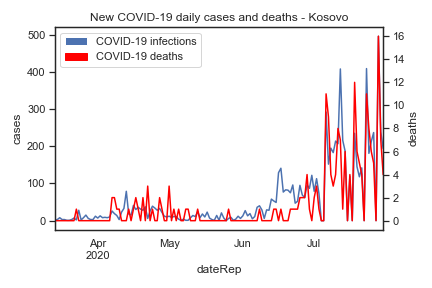 New COVID-19 daily cases and deaths - Kosovo
COVID-19 infections
COVID-19 deaths
500
400
300
200
100
0
cases
16
14
12
10
8
6
4
2
0
deaths
Apr
2020
May
Jun
Jul
dateRep